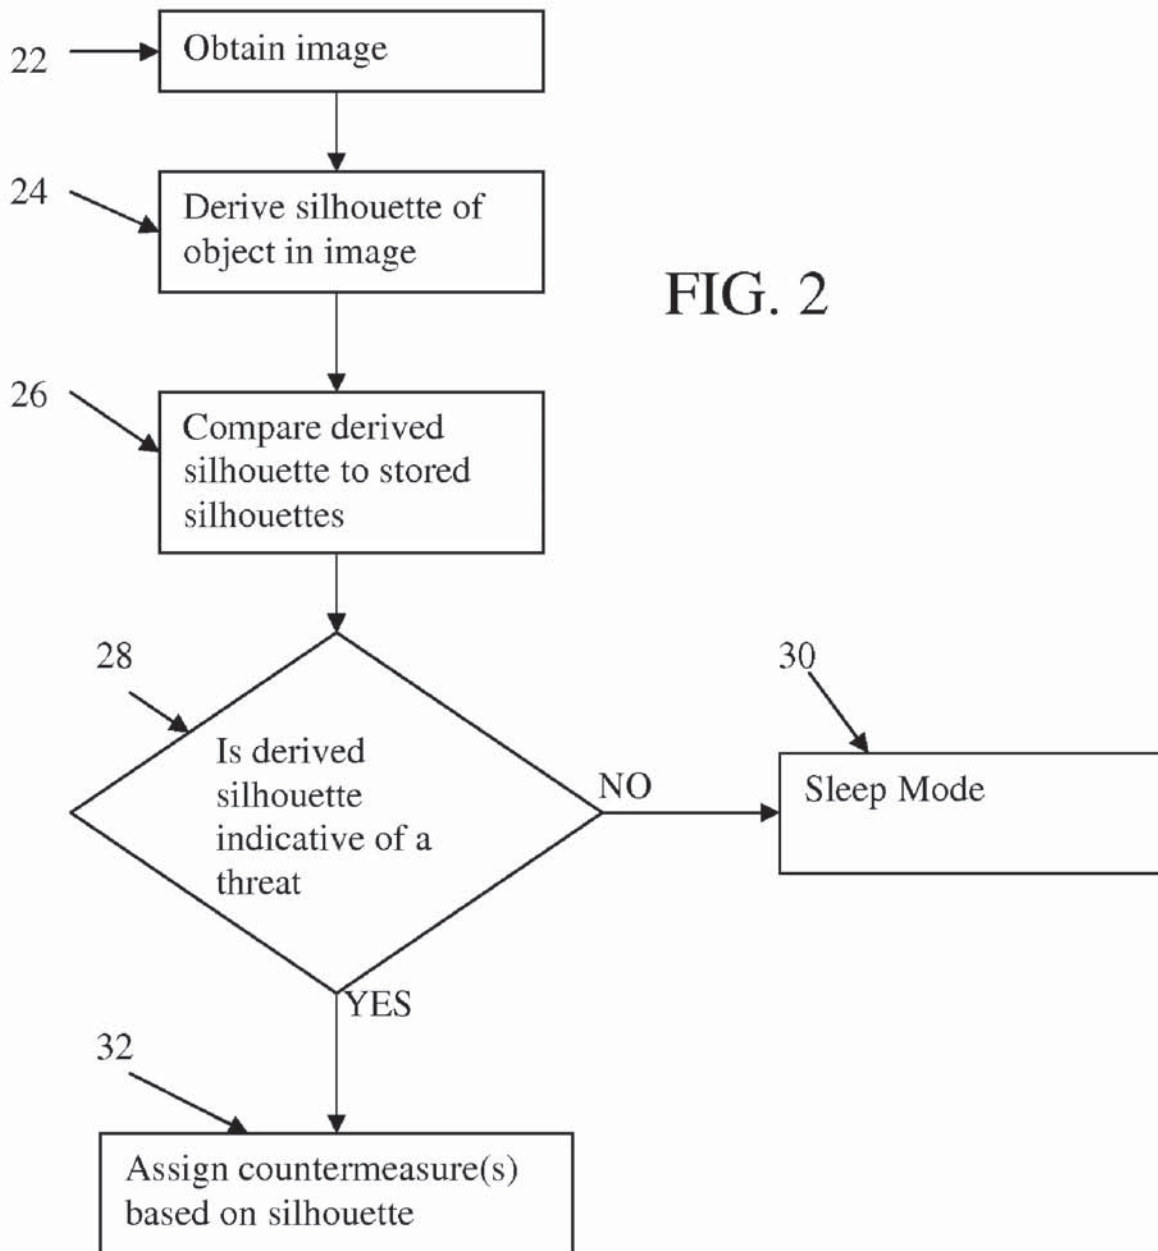 22
Obtain image
24
Derive silhouette of
object in image
FIG. 2
26
Compare derived
silhouette to stored
silhouettes
28
30
Is derived
silhouette
indicative of a
threat
NO
Sleep Mode
YES
32
Assign countermeasure(s)
based on silhouette